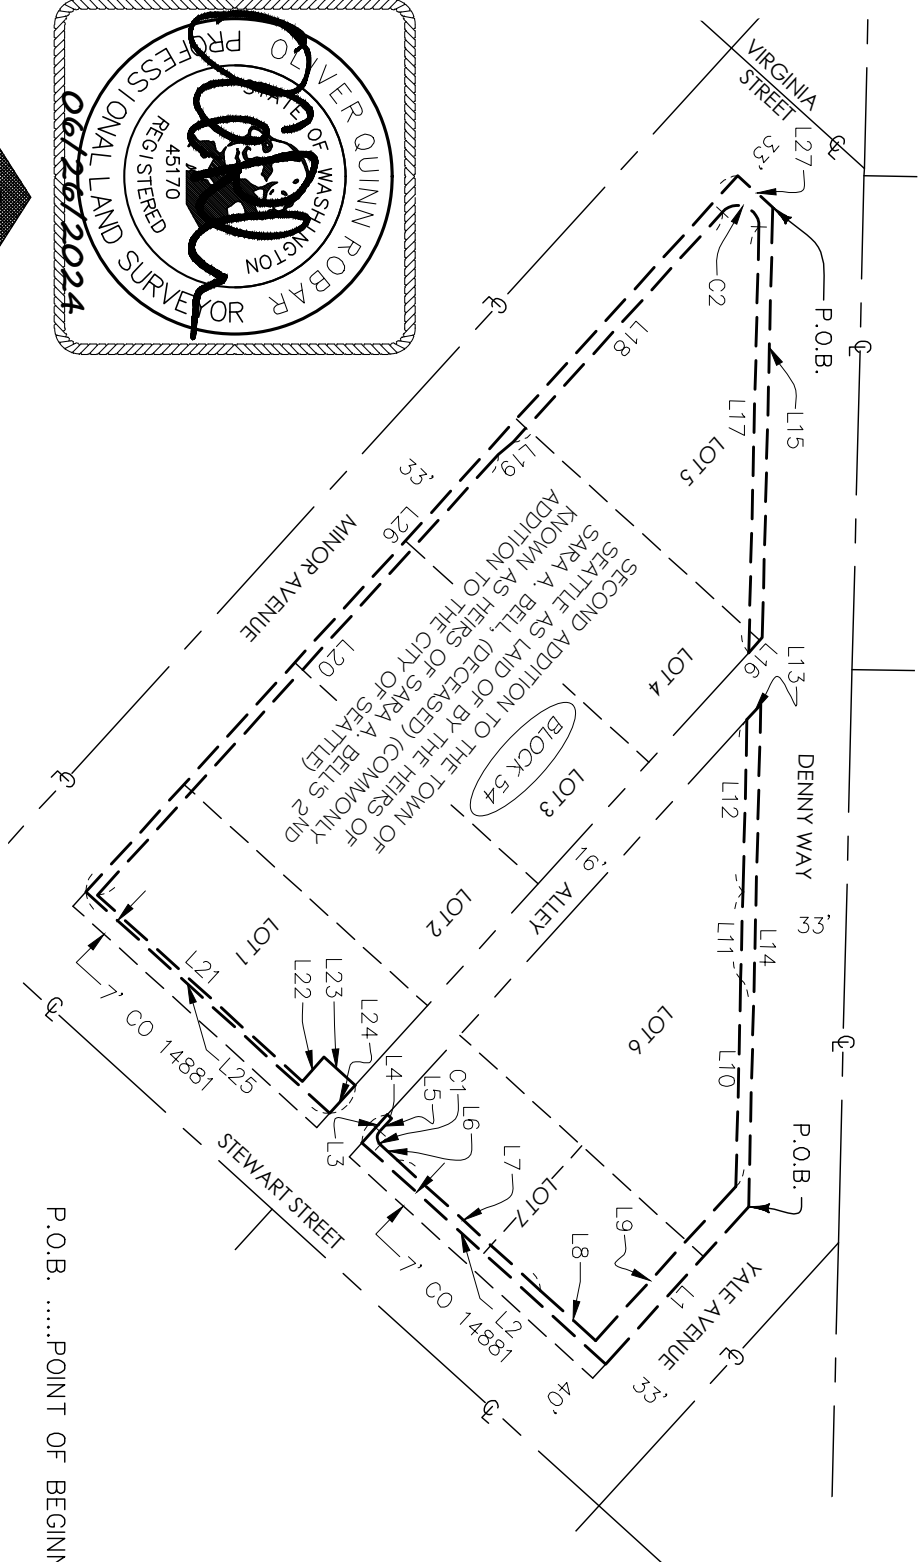 VIRGINIA
STREET
33'
L27
P.O.B.
C2
L15
L17
L18
LOT 5
L19
33'
L26
MINOR AVENUE
L20
SECOND ADDITION TO THE TOWN OF
SEATTLE AS LAID OF BY THE HEIRS OF
SARA A. BELL, (DECEASED) (COMMONLY
KNOWN AS HEIRS OF SARA A. BELL'S 2ND
ADDITION TO THE CITY OF SEATTLE)
BLOCK 54
LOT 4
L16
L13
LOT 3
16'
ALLEY
LOT 2
LOT 1
DENNY WAY
33'
L12
L11
L14
L10
LOT 6
P.O.B.
L21
L22
L23
L24
L25
7' CO 14881
L4
L5
C1
L6
L3
L7
LOT 7
L8
L9
L1
L2
7' CO 14881
YALE AVENUE
33'
40'
STEWART STREET
OLIVER QUINN ROBAR
STATE OF WASHINGTON
45170
REGISTERED
PROFESSIONAL LAND SURVEYOR
06/26/2024
P.O.B. .....POINT OF BEGINN